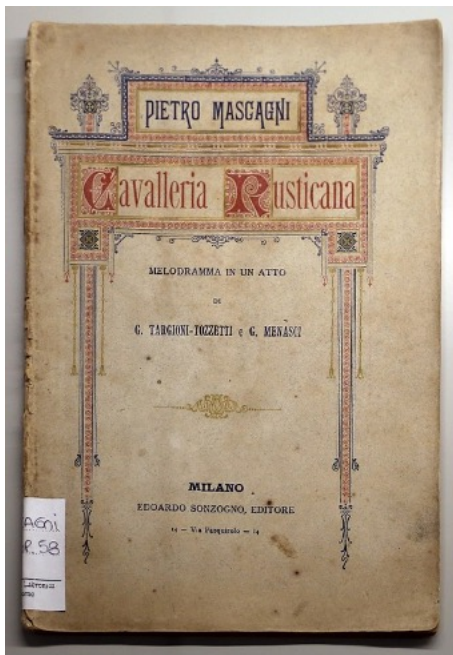 PIETRO MASCAGNI
Cavalleria Rusticana
MELODRAMMA IN UN ATTO
DI
G. TARGIONI-TOZZETTI e G. MENASCI
MILANO
EDOARDO SONZOGNO, EDITORE
14 — Via Pasquirolo — 14
AGNI
R. 58